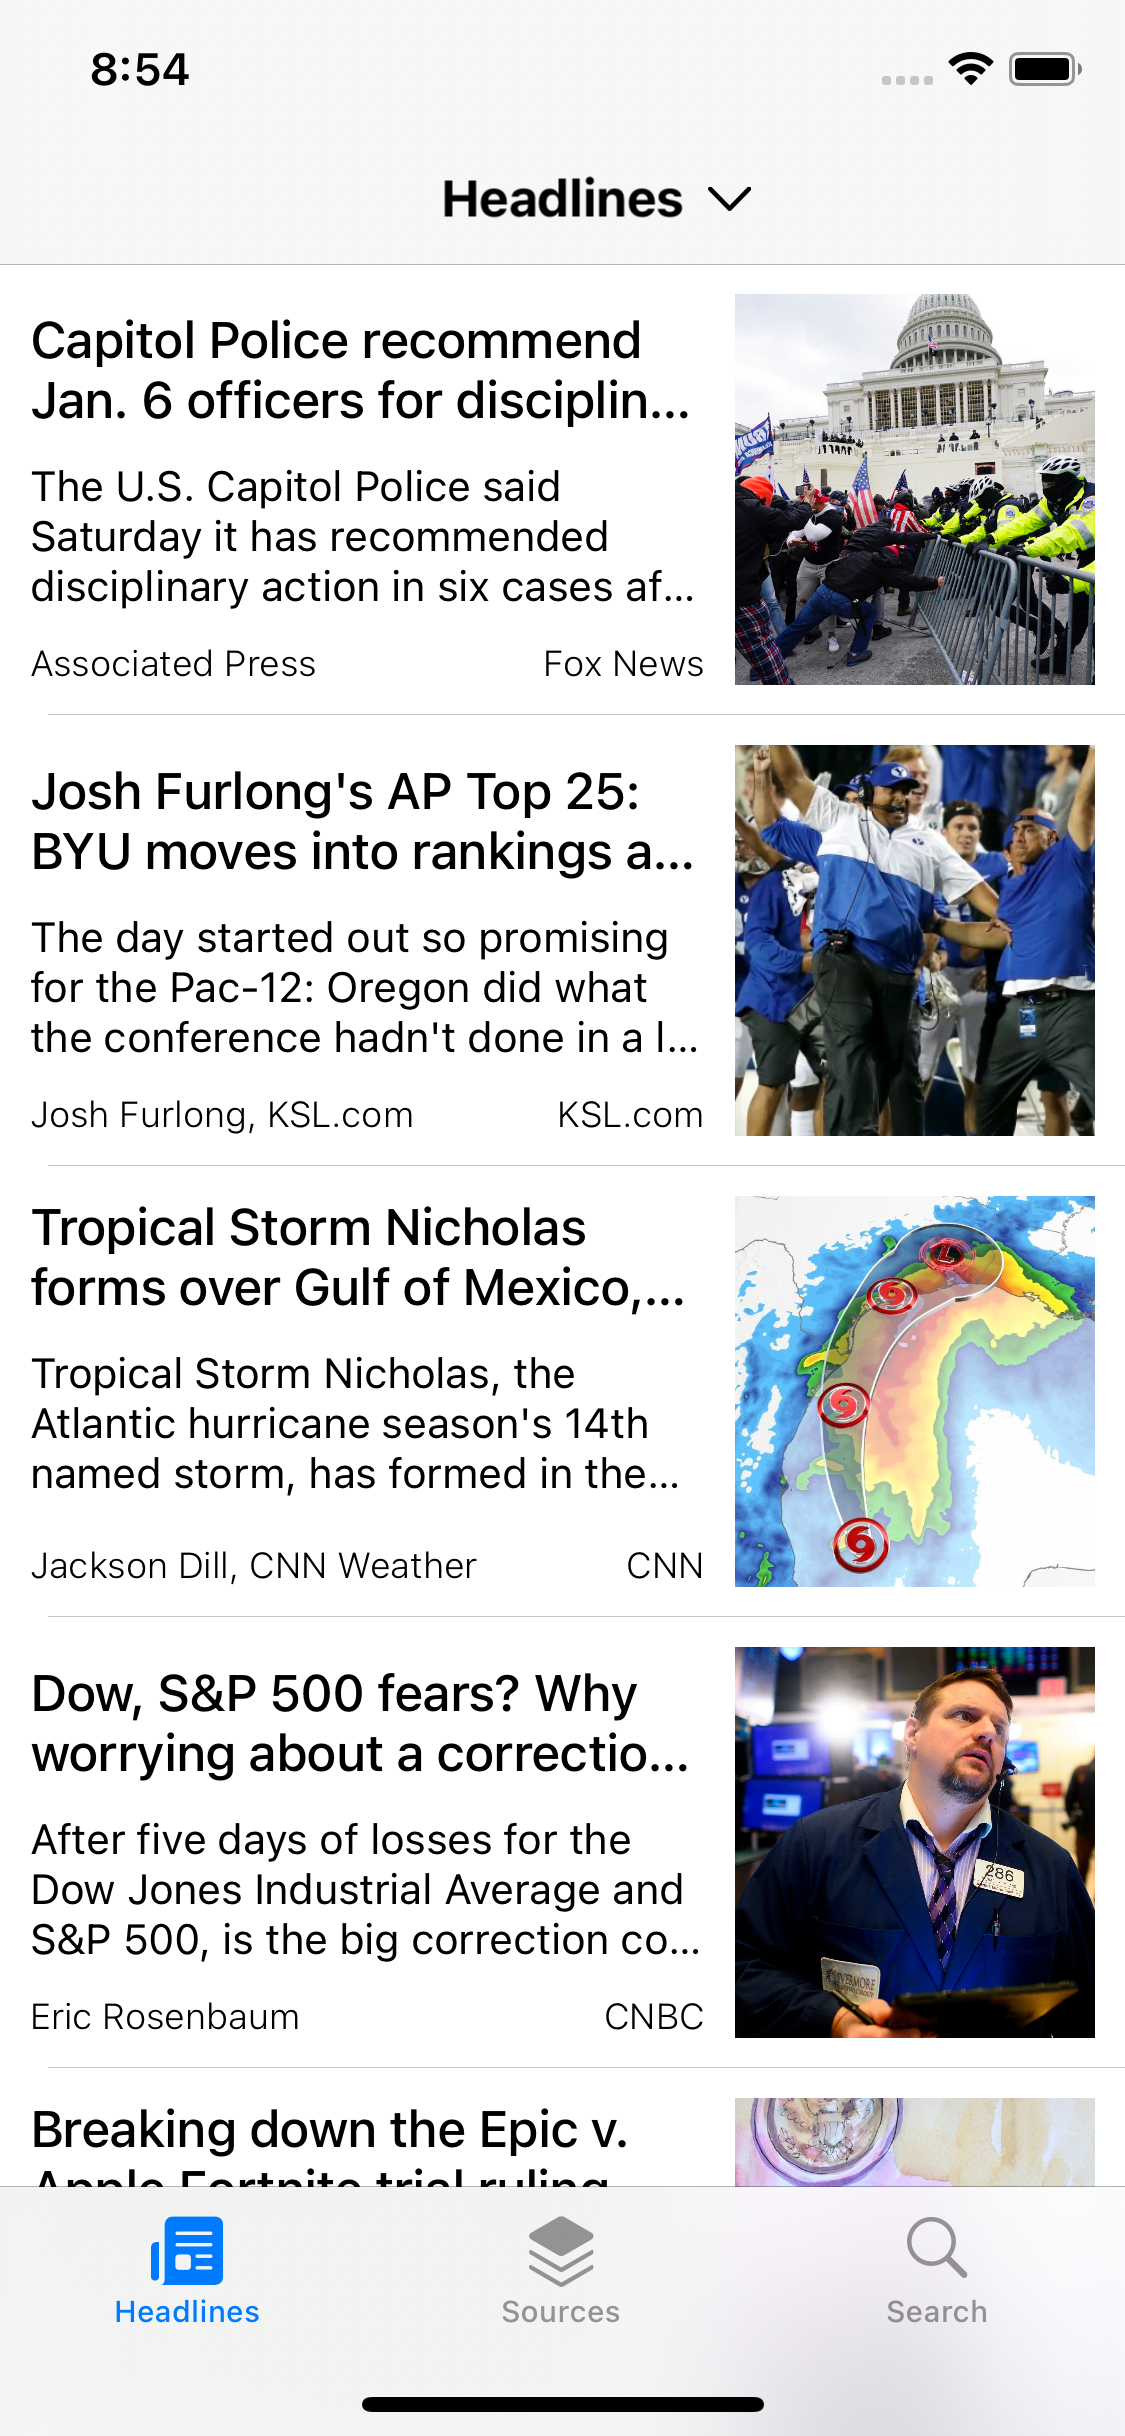 8:54
Headlines
Capitol Police recommend
Jan. 6 officers for disciplin...
The U.S. Capitol Police said
Saturday it has recommended
disciplinary action in six cases af...
Associated Press
Fox News
Josh Furlong's AP Top 25:
BYU moves into rankings a...
The day started out so promising
for the Pac-12: Oregon did what
the conference hadn't done in a l...
Josh Furlong, KSL.com
KSL.com
Tropical Storm Nicholas
forms over Gulf of Mexico,...
Tropical Storm Nicholas, the
Atlantic hurricane season's 14th
named storm, has formed in the...
Jackson Dill, CNN Weather
CNN
L
Dow, S&P 500 fears? Why
worrying about a correctio...
After five days of losses for the
Dow Jones Industrial Average and
S&P 500, is the big correction co...
Eric Rosenbaum
CNBC
286
Breaking down the Epic v.
Apple Fortnite trial ruling
Headlines
Sources
Search